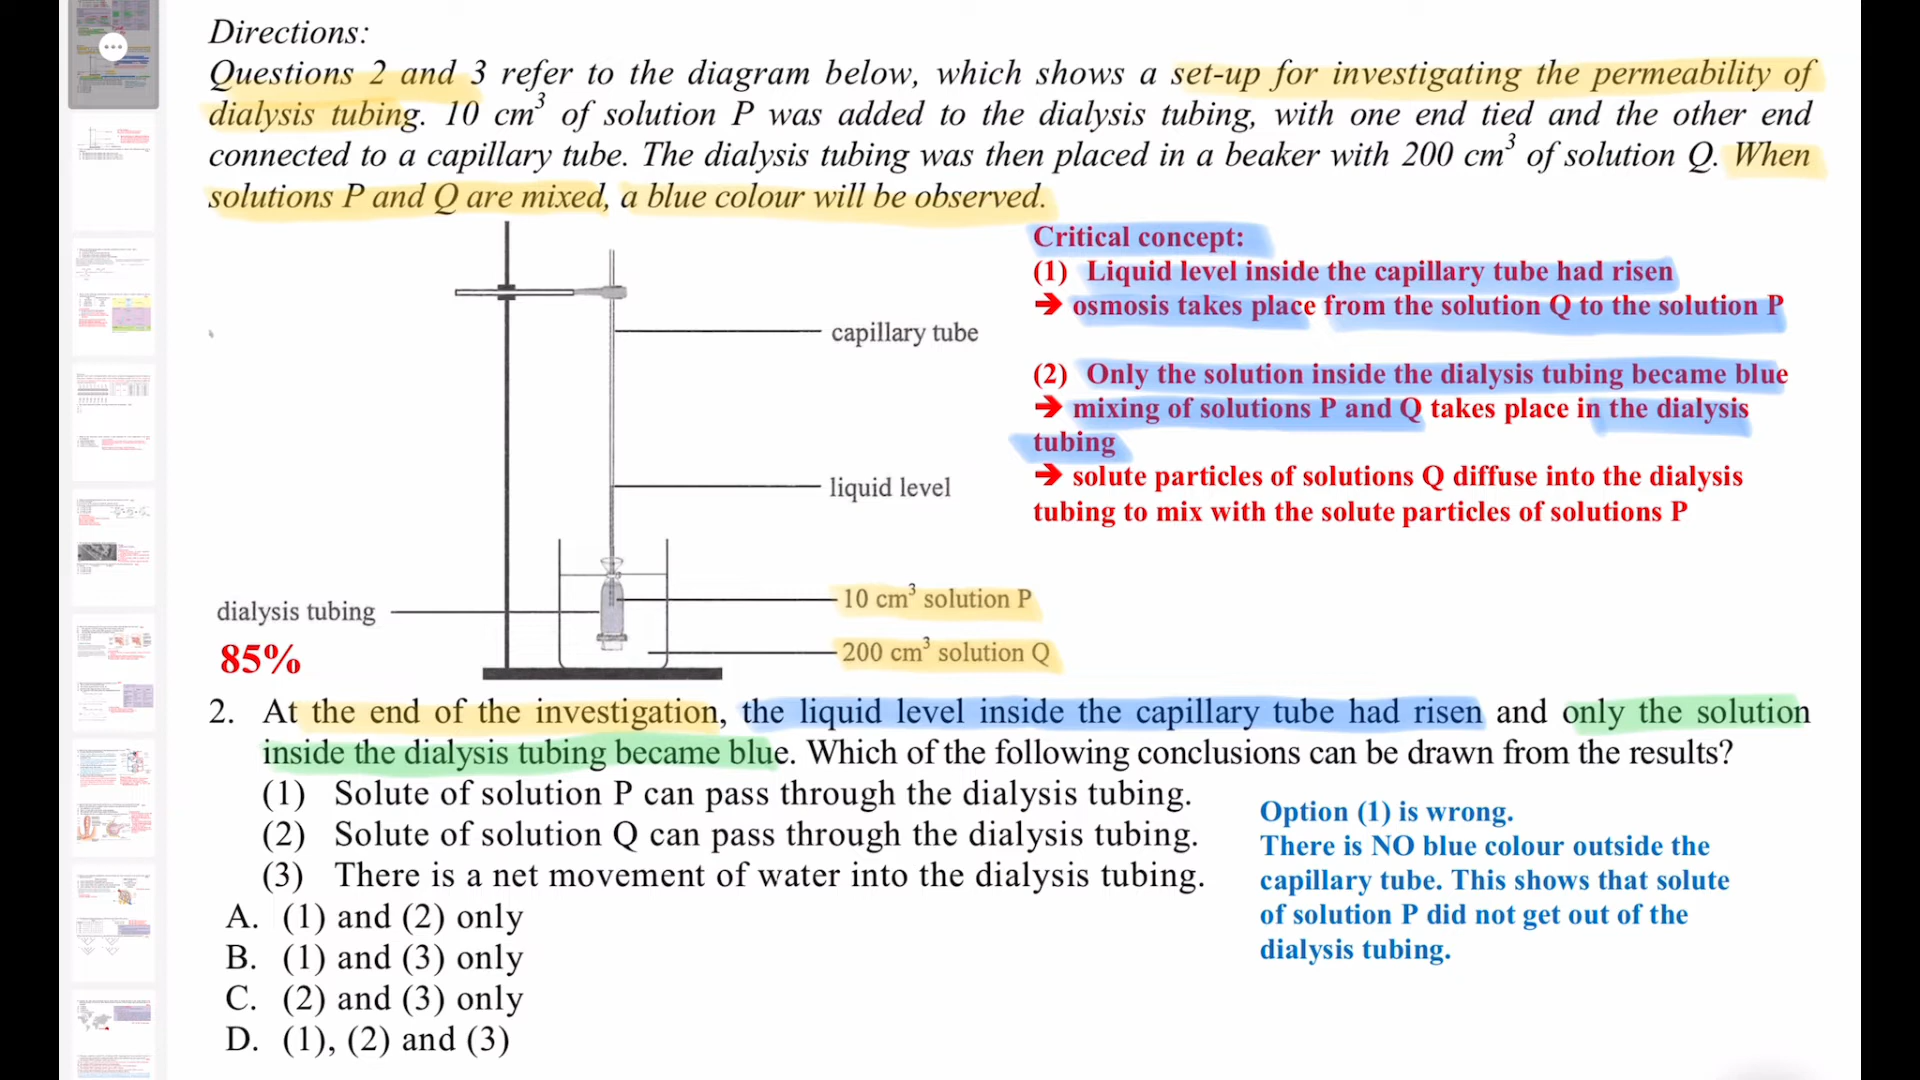 Directions:
Questions 2 and 3 refer to the diagram below, which shows a set-up for investigating the permeability of
dialysis tubing. 10 cm³ of solution P was added to the dialysis tubing, with one end tied and the other end
connected to a capillary tube. The dialysis tubing was then placed in a beaker with 200 cm³ of solution Q. When
solutions P and Q are mixed, a blue colour will be observed.
Critical concept:
(1) Liquid level inside the capillary tube had risen
➔ osmosis takes place from the solution Q to the solution P
(2) Only the solution inside the dialysis tubing became blue
➔ mixing of solutions P and Q takes place in the dialysis
tubing
➔ solute particles of solutions Q diffuse into the dialysis
tubing to mix with the solute particles of solutions P
capillary tube
liquid level
10 cm³ solution P
dialysis tubing
200 cm³ solution Q
85%
2. At the end of the investigation, the liquid level inside the capillary tube had risen and only the solution
inside the dialysis tubing became blue. Which of the following conclusions can be drawn from the results?
(1) Solute of solution P can pass through the dialysis tubing.
(2) Solute of solution Q can pass through the dialysis tubing.
(3) There is a net movement of water into the dialysis tubing.
A. (1) and (2) only
B. (1) and (3) only
C. (2) and (3) only
D. (1), (2) and (3)
Option (1) is wrong.
There is NO blue colour outside the
capillary tube. This shows that solute
of solution P did not get out of the
dialysis tubing.